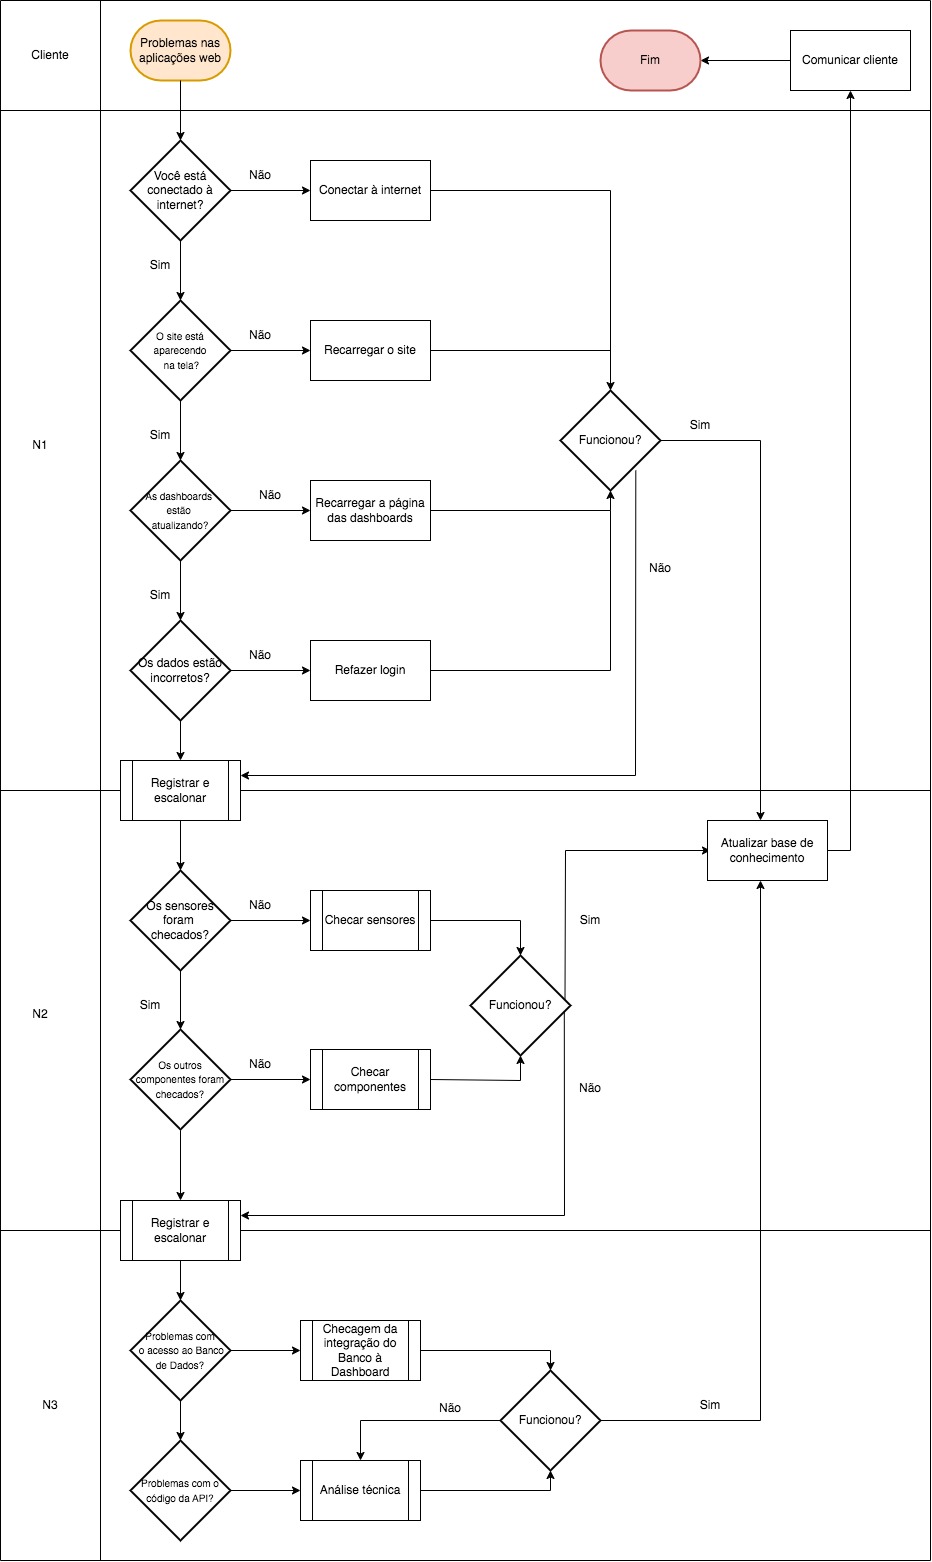 Cliente
Problemas nas
aplicações web
Fim
Comunicar cliente
N1
Você está
conectado à
internet?
Não
Conectar à internet
Sim
O site está
aparecendo
na tela?
Não
Recarregar o site
Funcionou?
Sim
Sim
As dashboards
estão
atualizando?
Não
Recarregar a página
das dashboards
Não
Sim
Os dados estão
incorretos?
Não
Refazer login
Registrar e
escalonar
N2
Atualizar base de
conhecimento
Os sensores
foram
checados?
Não
Checar sensores
Sim
Sim
Funcionou?
Os outros
componentes foram
checados?
Não
Checar
componentes
Não
Registrar e
escalonar
N3
Problemas com
o acesso ao Banco
de Dados?
Checagem da
integração do
Banco à
Dashboard
Não
Funcionou?
Sim
Problemas com o
código da API?
Análise técnica